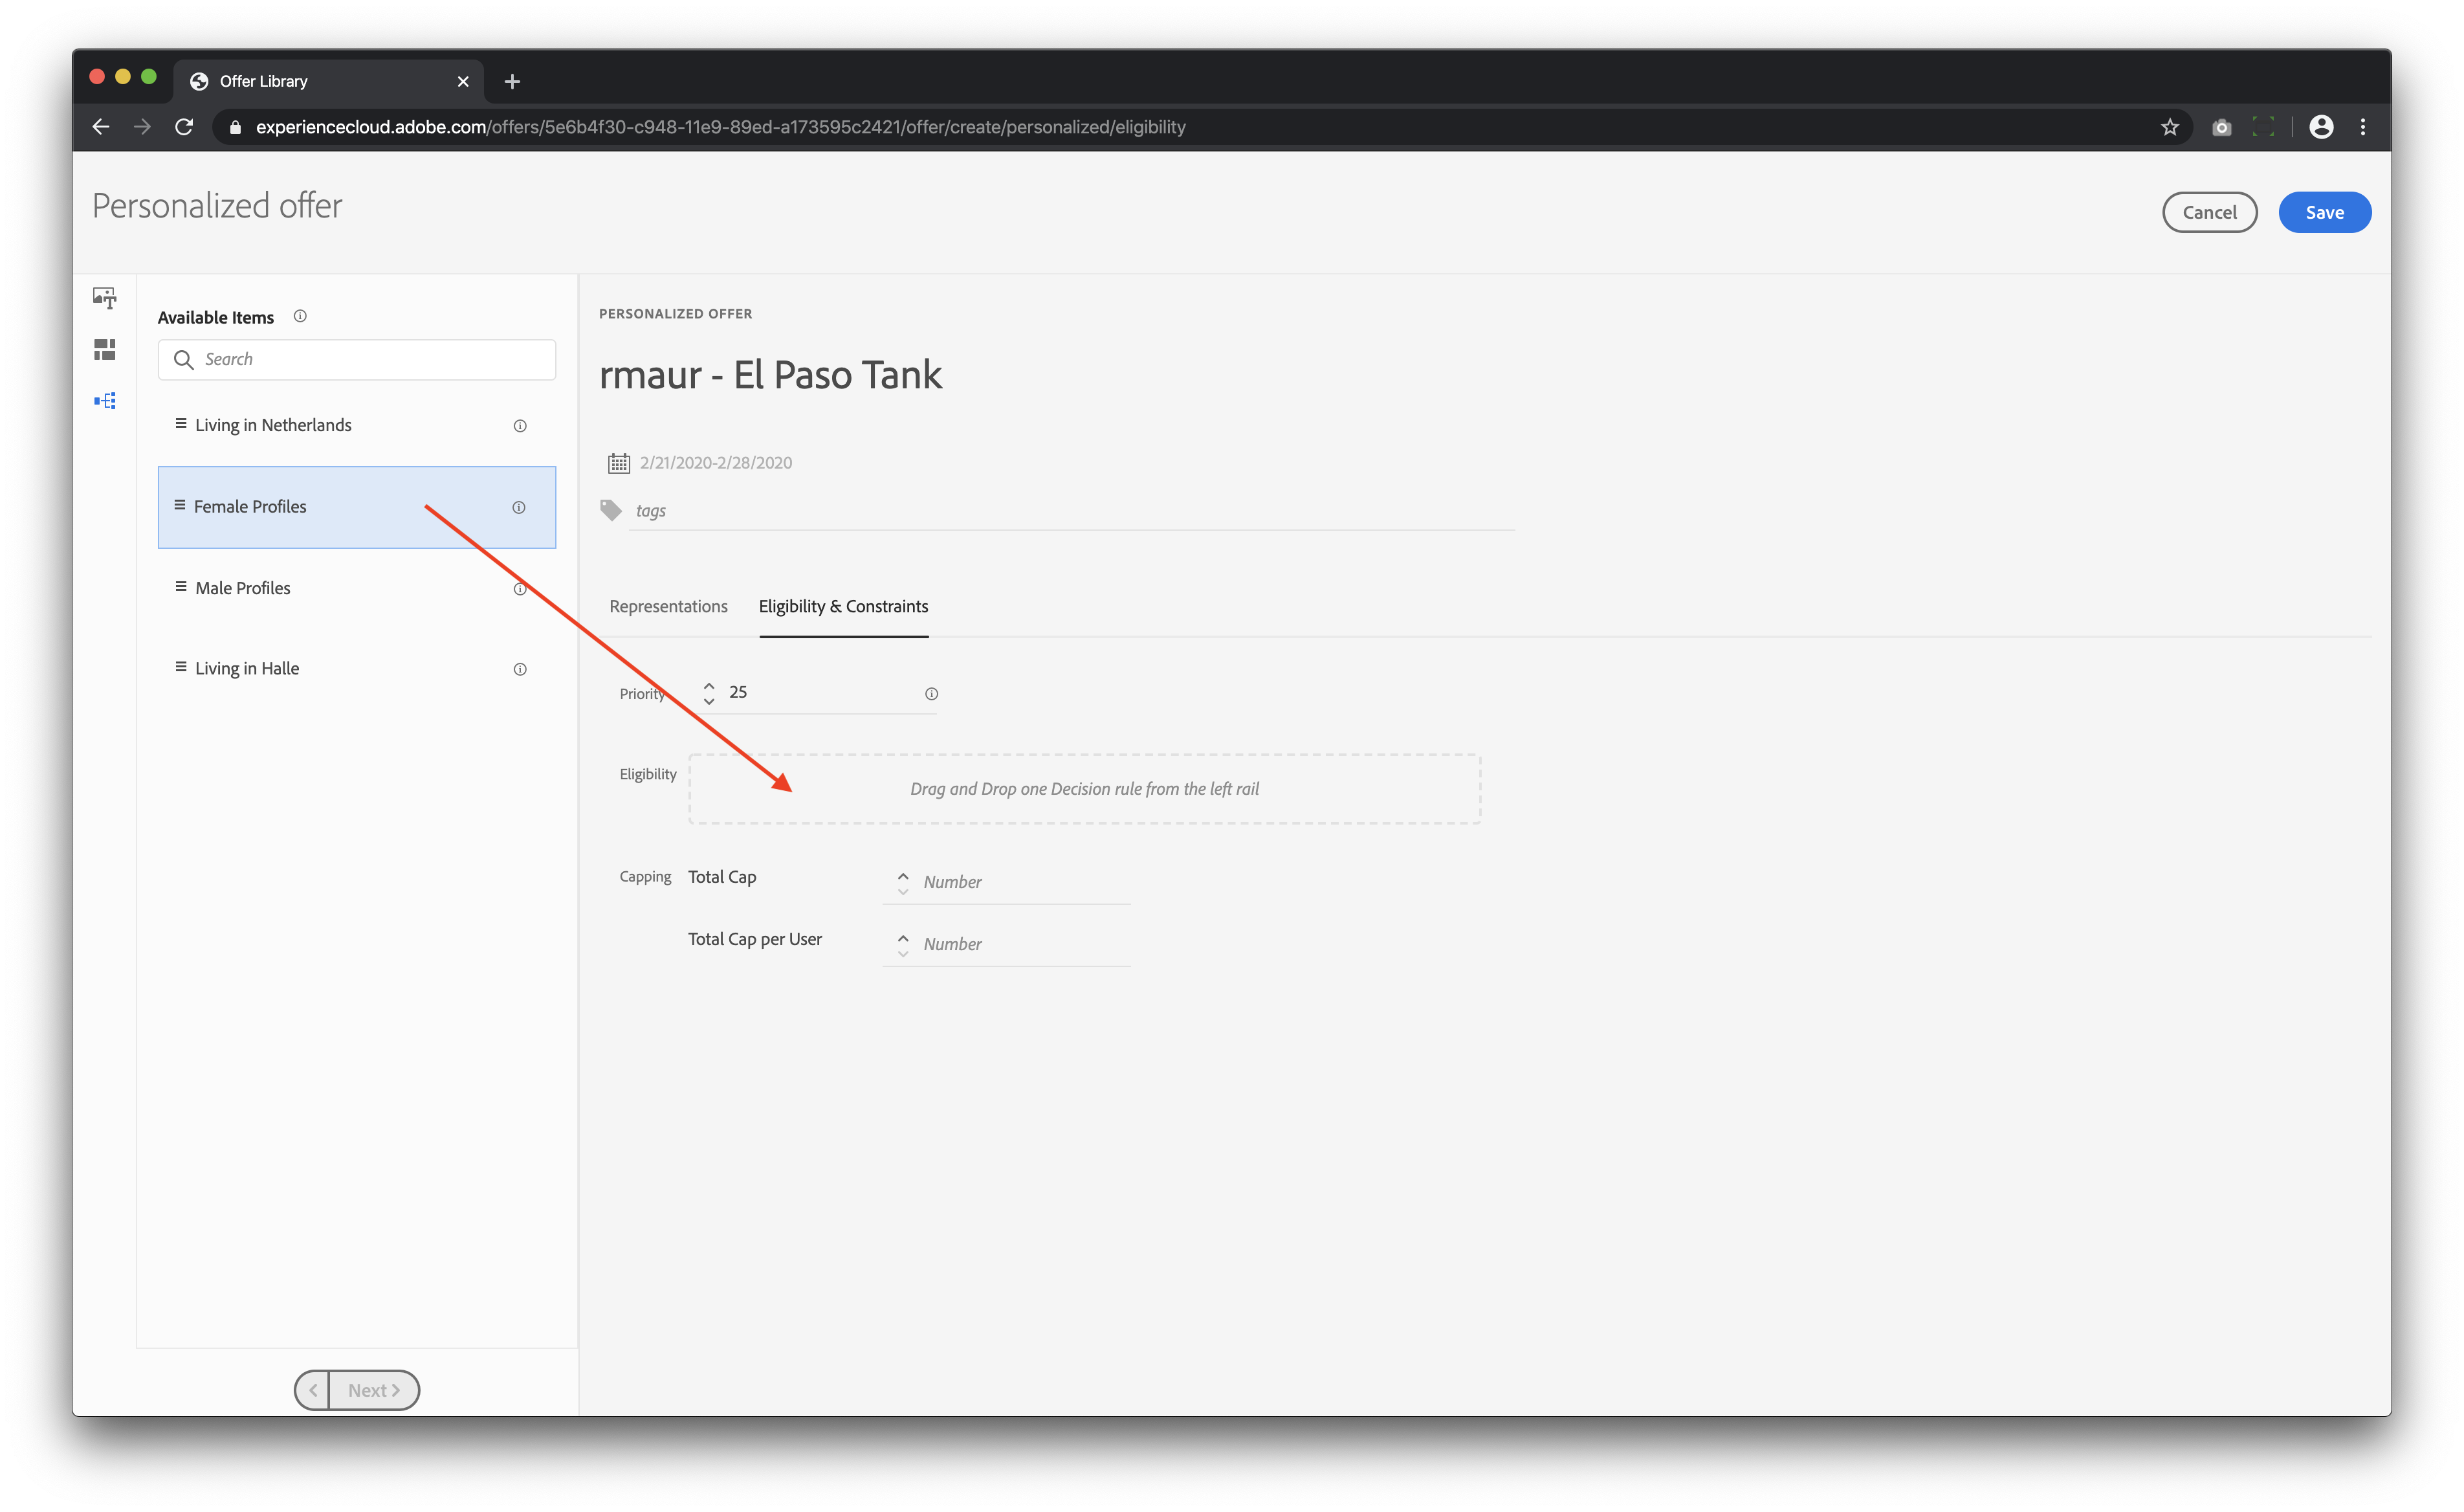 Offer Library
experiencecloud.adobe.com/offers/5e6b4f30-c948-11e9-89ed-a173595c2421/offer/create/personalized/eligibility
Personalized offer
Cancel
Save
Available Items
Search
Living in Netherlands
Female Profiles
Male Profiles
Living in Halle
Next
PERSONALIZED OFFER
rmaur - El Paso Tank
2/21/2020-2/28/2020
tags
Representations
Eligibility & Constraints
Priority
25
Eligibility
Drag and Drop one Decision rule from the left rail
Capping
Total Cap
Number
Total Cap per User
Number